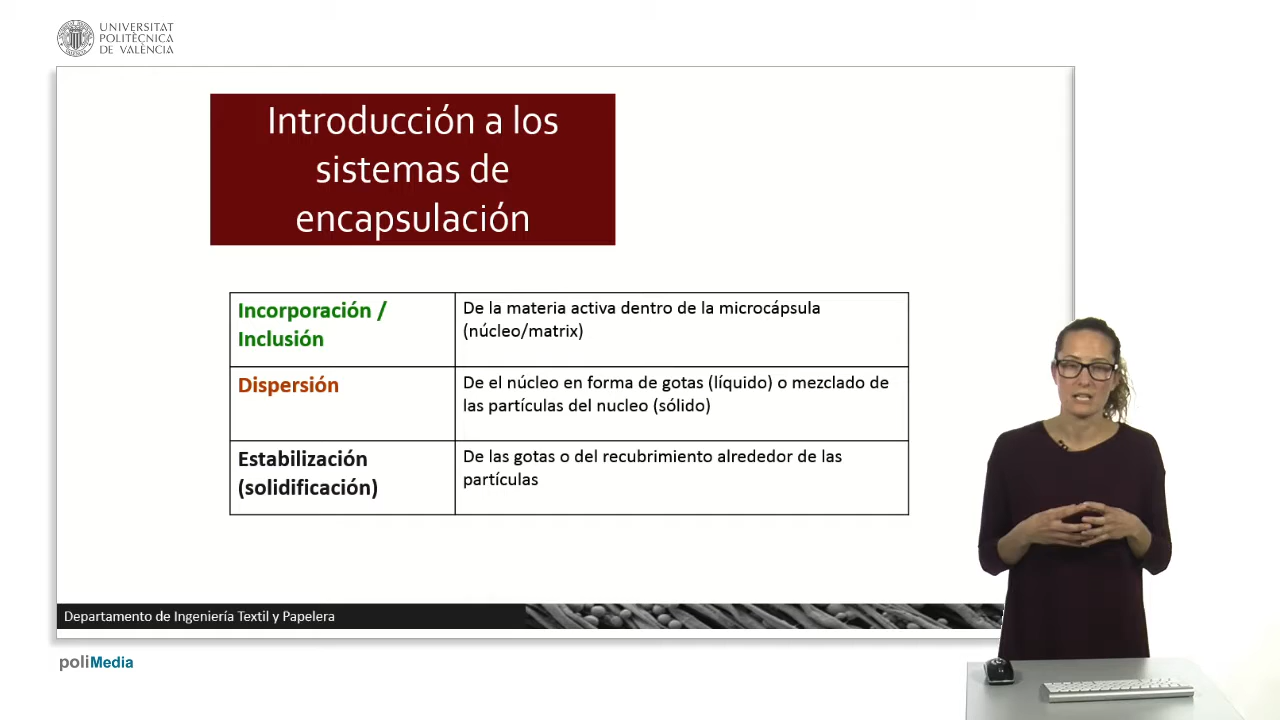 UNIVERSITAT
POLITÈCNICA
DE VALÈNCIA
Introducción a los
sistemas de
encapsulación
Incorporación /
Inclusión
De la materia activa dentro de la microcápsula
(núcleo/matrix)
Dispersión
De el núcleo en forma de gotas (líquido) o mezclado de
las partículas del nucleo (sólido)
Estabilización
(solidificación)
De las gotas o del recubrimiento alrededor de las
partículas
Departamento de Ingeniería Textil y Papelera
poliMedia